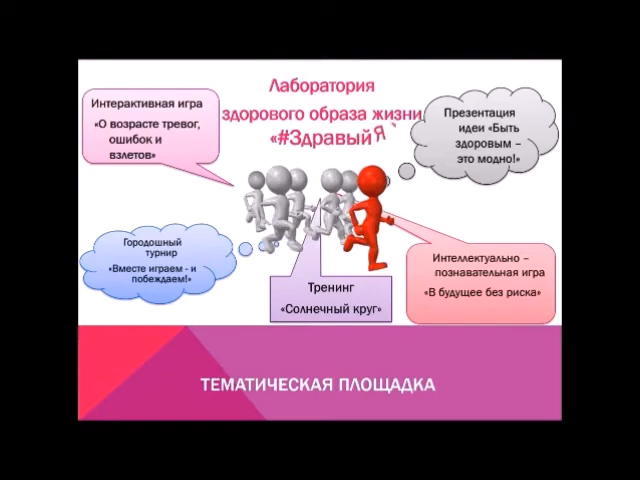 Лаборатория
здорового образа жизни
«#ЗдравыйЯ»
Интерактивная игра
«О возрасте тревог,
ошибок и
взлетов»
Презентация
идеи «Быть
здоровым –
это модно!»
Городошный
турнир
«Вместе играем - и
побеждаем!»
Тренинг
«Солнечный круг»
Интеллектуально –
познавательная игра
«В будущее без риска»
ТЕМАТИЧЕСКАЯ ПЛОЩАДКА